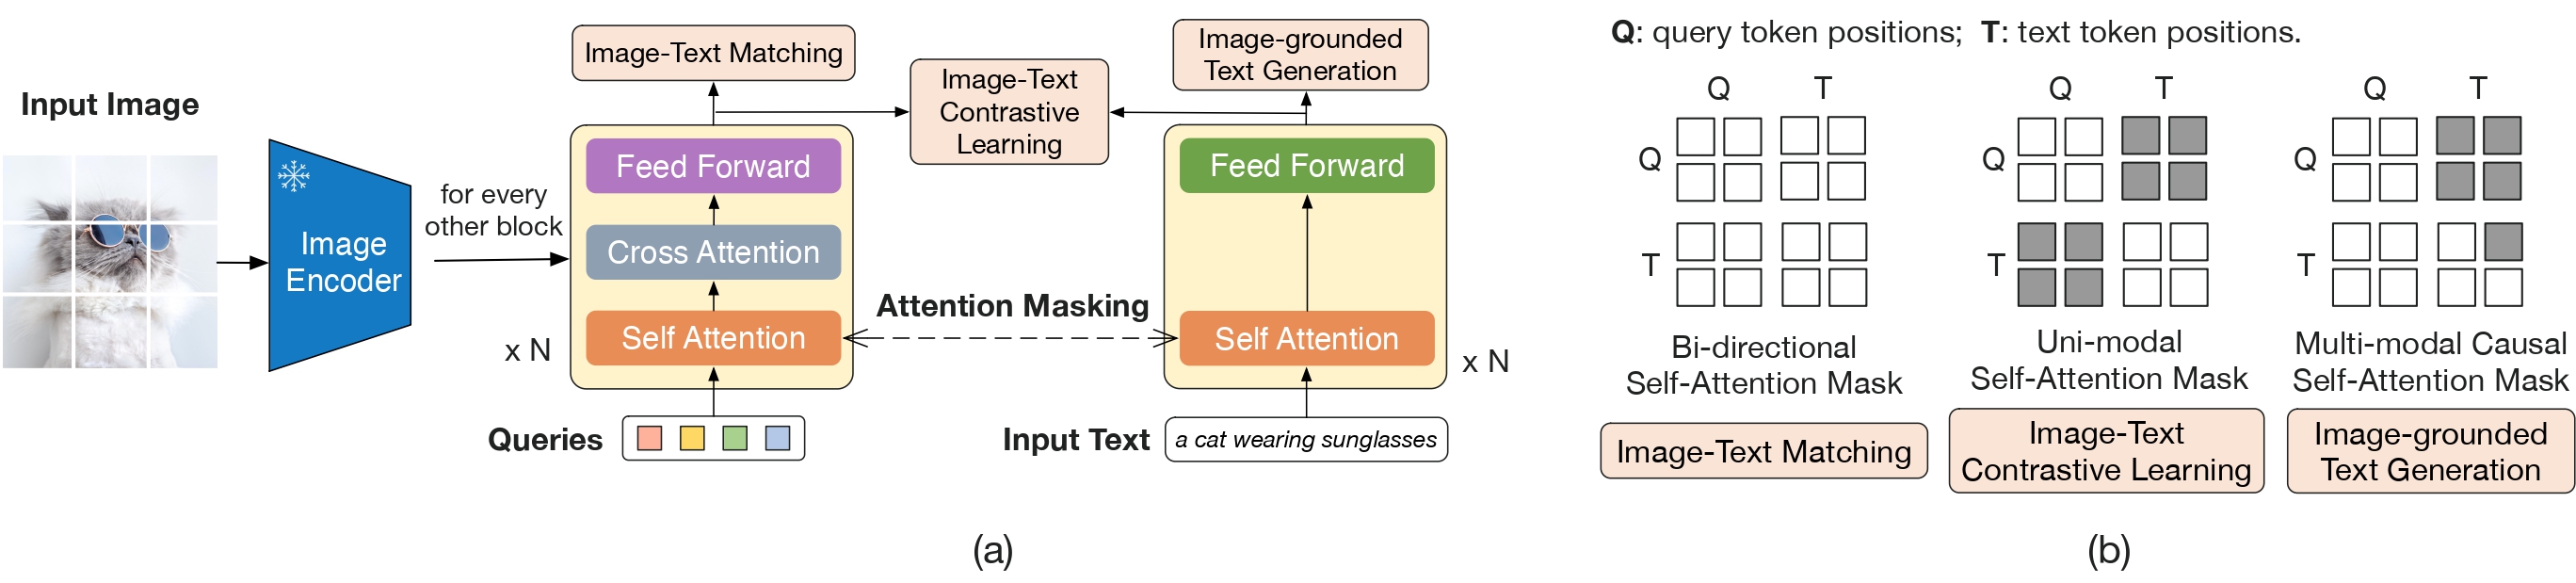 Input Image
Image
Encoder
for every
other block
Image-Text Matching
Feed Forward
Cross Attention
Self Attention
x N
Queries
Image-Text
Contrastive
Learning
Attention Masking
Image-grounded
Text Generation
Feed Forward
Self Attention
x N
Input Text
a cat wearing sunglasses
(a)
Q: query token positions; T: text token positions.
Q T
Q
T
Bi-directional
Self-Attention Mask
Image-Text Matching
Q T
Q
T
Uni-modal
Self-Attention Mask
Image-Text
Contrastive Learning
Q T
Q
T
Multi-modal Causal
Self-Attention Mask
Image-grounded
Text Generation
(b)